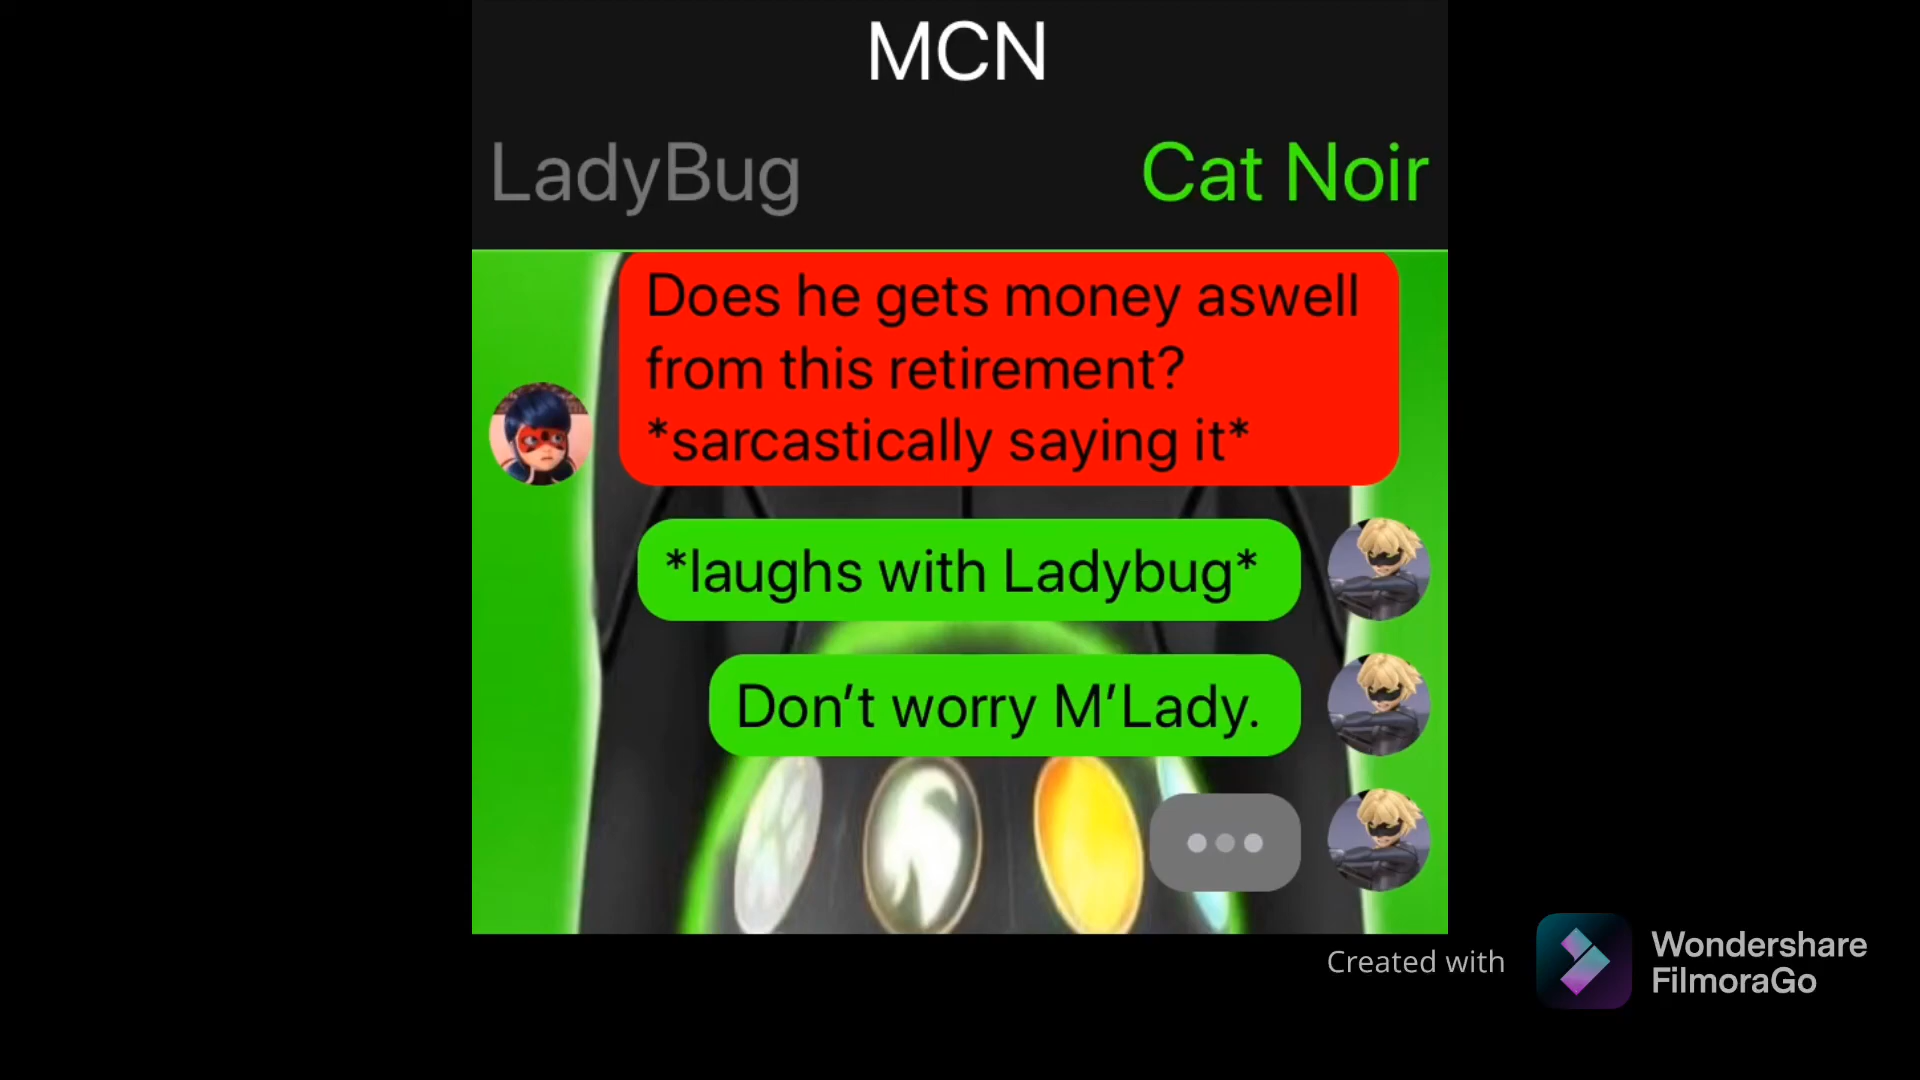 MCN
LadyBug
Cat Noir
Does he gets money aswell
from this retirement?
*sarcastically saying it*
*laughs with Ladybug*
Don’t worry M’Lady.
Created with
Wondershare
FilmoraGo